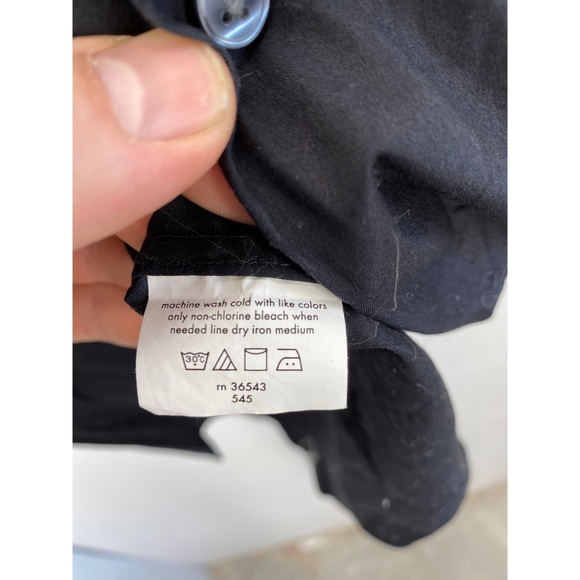 machine wash cold with like colors
only non-chlorine bleach when
needed line dry iron medium
30°C
rn 36543
545